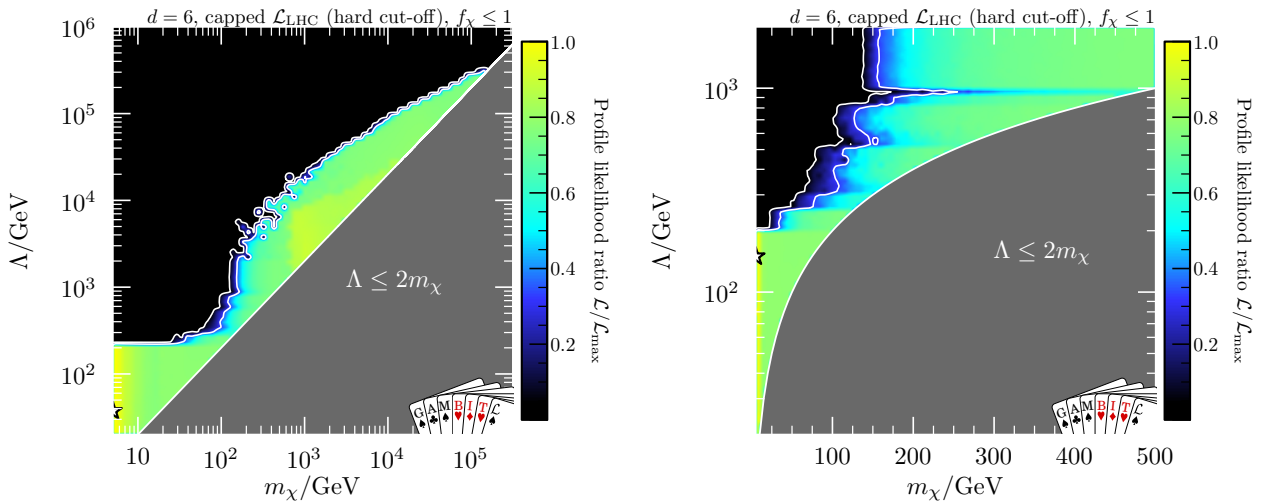 d = 6, capped ℒ_LHC (hard cut-off), f_χ ≤ 1
10^6
10^5
10^4
10^3
10^2
Λ/GeV
Λ ≤ 2m_χ
GAMBIT ℒ
10 10^2 10^3 10^4 10^5
5
m_χ/GeV
1.0
0.8
0.6
0.4
0.2
Profile likelihood ratio ℒ/ℒ_max
d = 6, capped ℒ_LHC (hard cut-off), f_χ ≤ 1
10^3
10^2
Λ/GeV
Λ ≤ 2m_χ
GAMBIT ℒ
100 200 300 400 500
m_χ/GeV
1.0
0.8
0.6
0.4
0.2
Profile likelihood ratio ℒ/ℒ_max